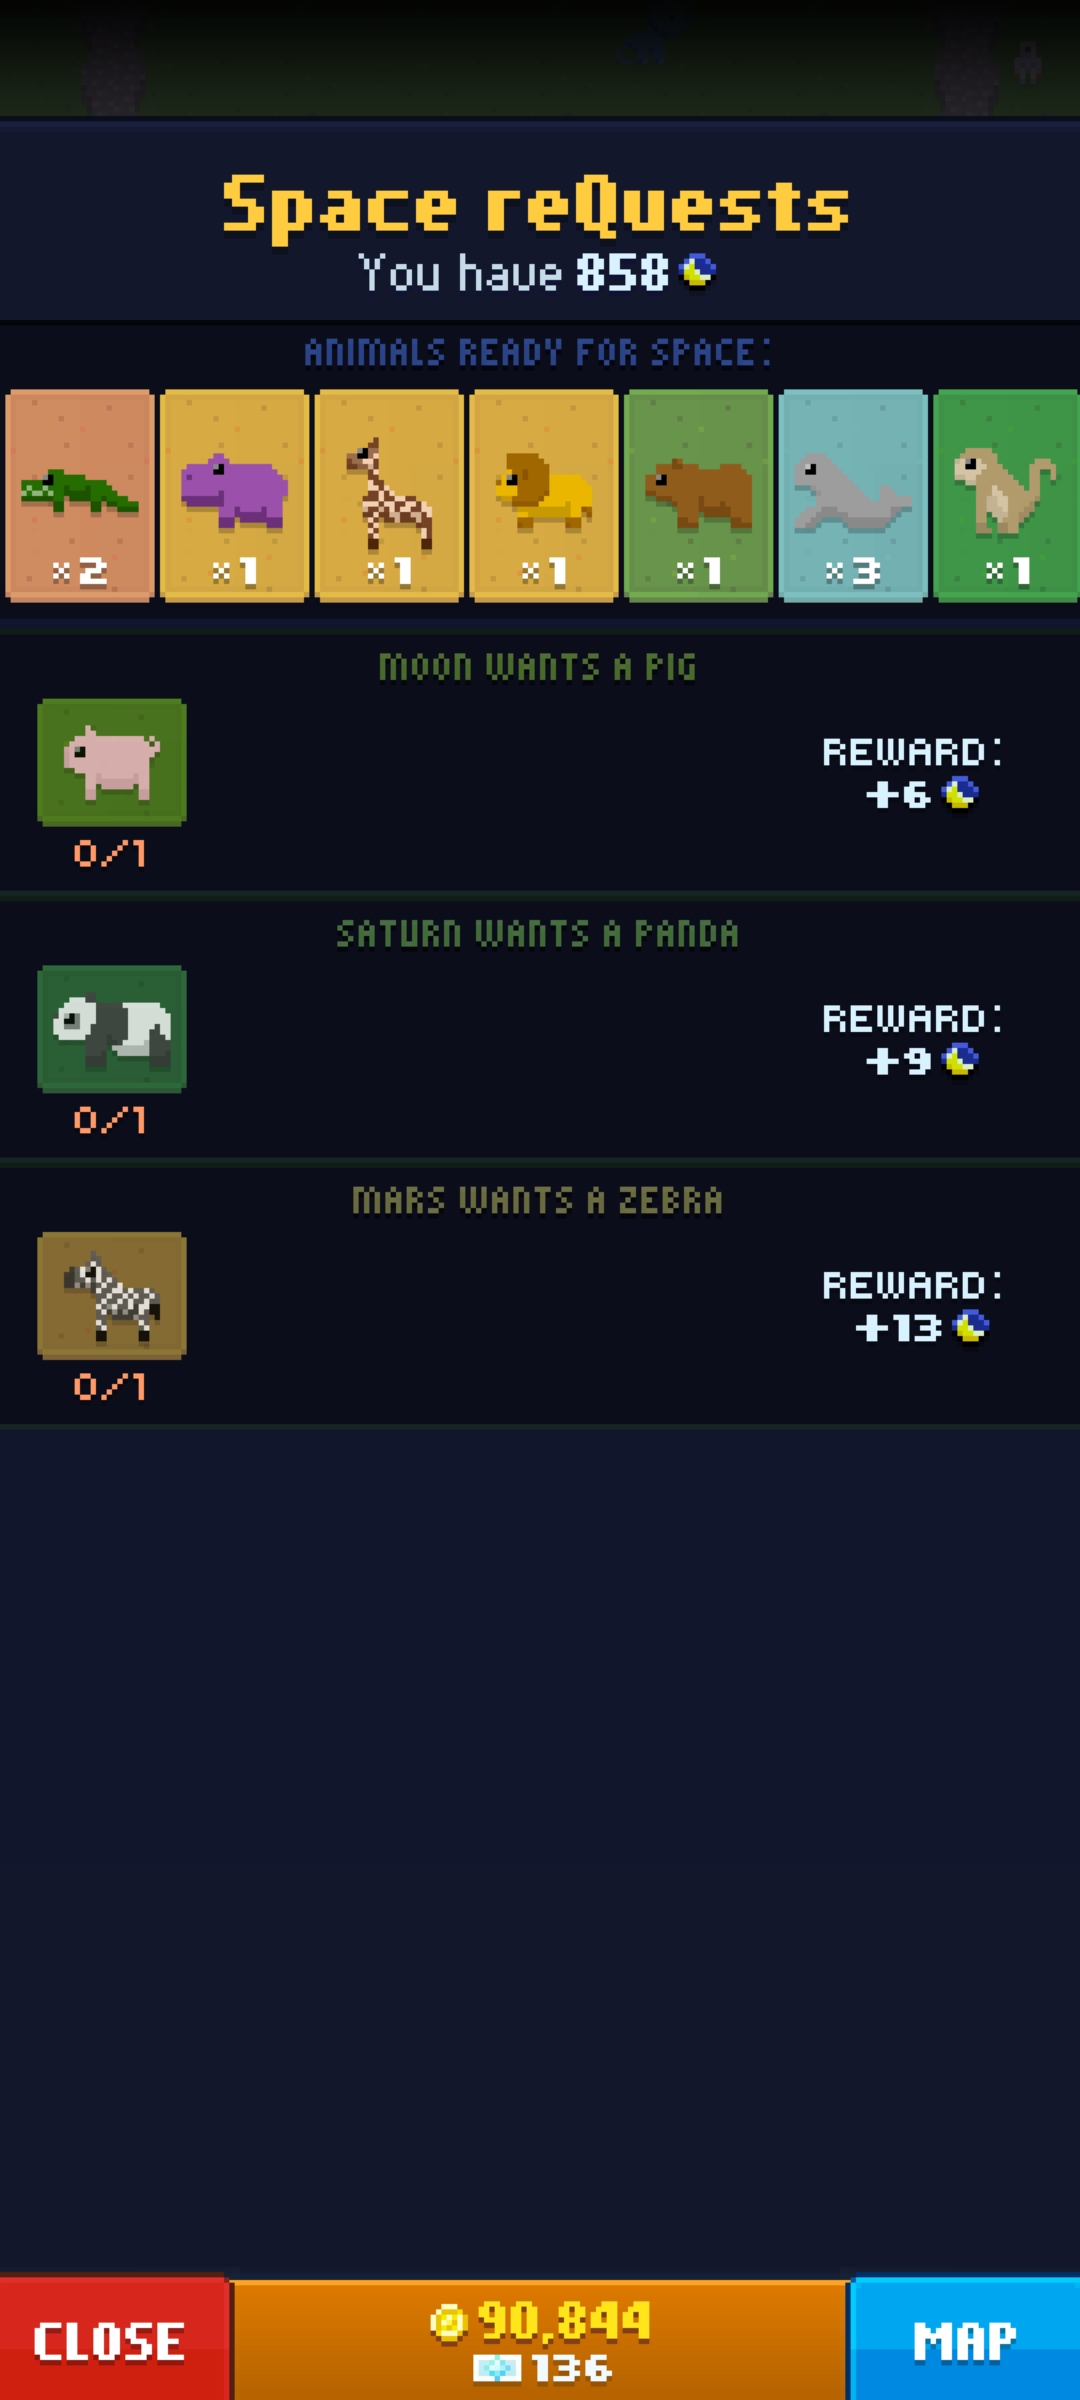 Space reQuests
You have 858
ANIMALS READY FOR SPACE:
×2 ×1 ×1 ×1 ×1 ×3 ×1
MOON WANTS A PIG
REWARD:
+6
0/1
SATURN WANTS A PANDA
REWARD:
+9
0/1
MARS WANTS A ZEBRA
REWARD:
+13
0/1
CLOSE
90,844
136
MAP